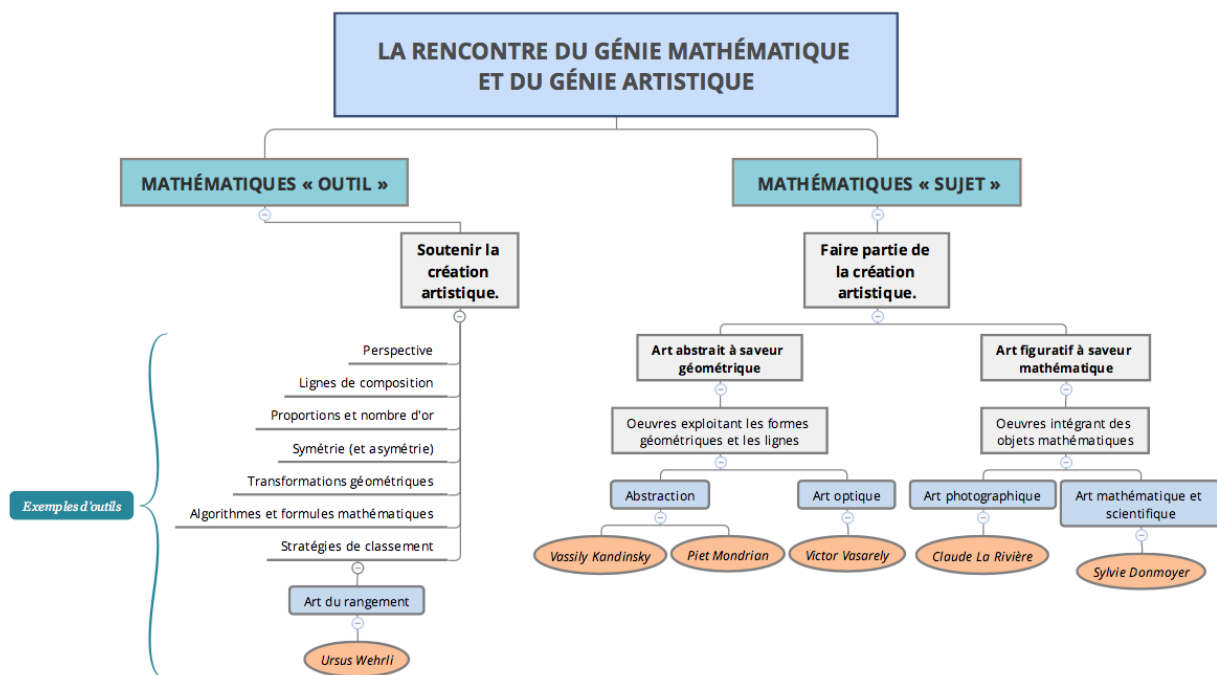 LA RENCONTRE DU GÉNIE MATHÉMATIQUE
ET DU GÉNIE ARTISTIQUE
MATHÉMATIQUES « OUTIL »
Soutenir la
création
artistique.
Exemples d'outils
Perspective
Lignes de composition
Proportions et nombre d'or
Symétrie (et asymétrie)
Transformations géométriques
Algorithmes et formules mathématiques
Stratégies de classement
Art du rangement
Ursus Wehrli
MATHÉMATIQUES « SUJET »
Faire partie de
la création
artistique.
Art abstrait à saveur
géométrique
Oeuvres exploitant les formes
géométriques et les lignes
Abstraction
Vassily Kandinsky
Piet Mondrian
Art optique
Victor Vasarely
Art figuratif à saveur
mathématique
Oeuvres intégrant des
objets mathématiques
Art photographique
Claude La Rivière
Art mathématique et
scientifique
Sylvie Donmoyer